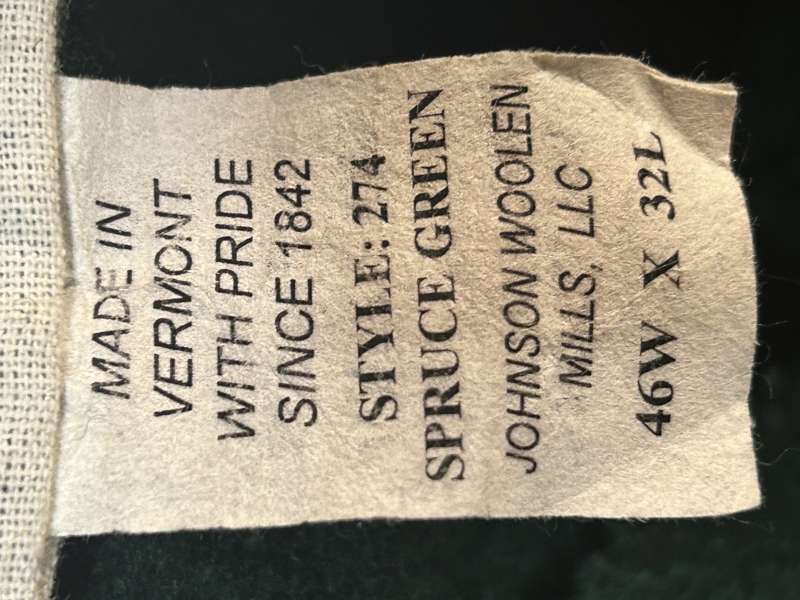 MADE IN
VERMONT
WITH PRIDE
SINCE 1842
STYLE: 274
SPRUCE GREEN
JOHNSON WOOLEN
MILLS, LLC
46W X 32L